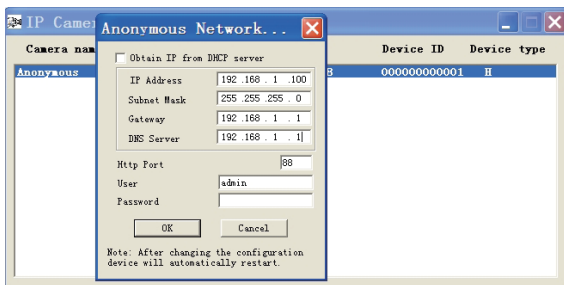 IP Came
Anonymous Network...
Camera nam
Device ID Device type
Anonymous
8 000000000001 H
Obtain IP from DHCP server
IP Address 192 .168 . 1 .100
Subnet Mask 255 .255 .255 . 0
Gateway 192 .168 . 1 . 1
DNS Server 192 .168 . 1 . 1
Http Port 88
User admin
Password
OK Cancel
Note: After changing the configuration
device will automatically restart.